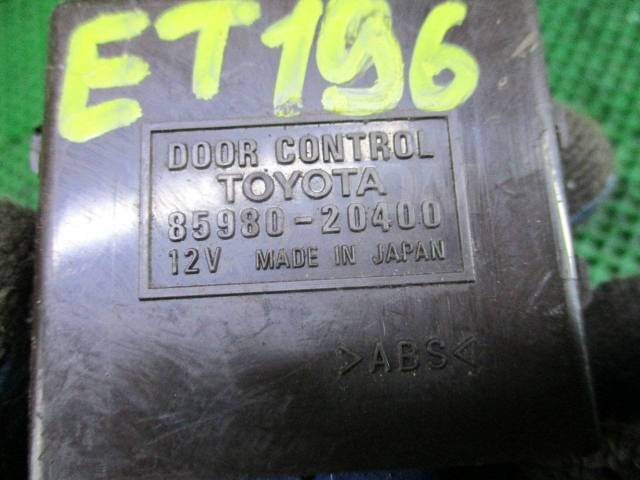 ET196
DOOR CONTROL
TOYOTA
85980-20400
12V MADE IN JAPAN
>ABS<